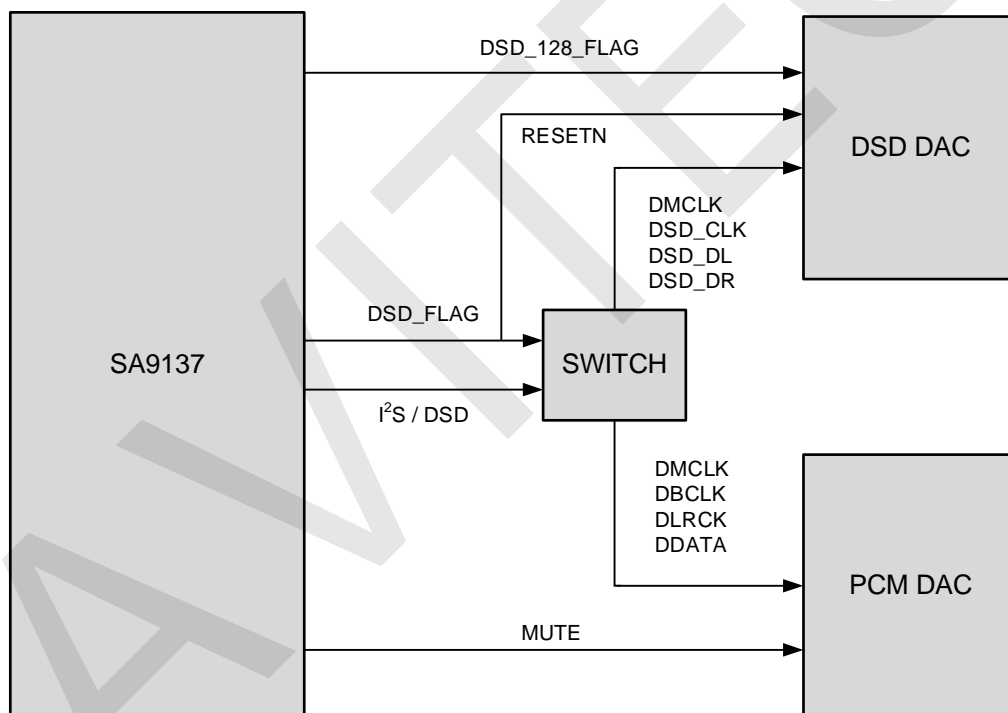 DSD_128_FLAG
RESETN
DSD DAC
DMCLK
DSD_CLK
DSD_DL
DSD_DR
DSD_FLAG
SA9137
SWITCH
I²S / DSD
DMCLK
DBCLK
DLRCK
DDATA
PCM DAC
MUTE